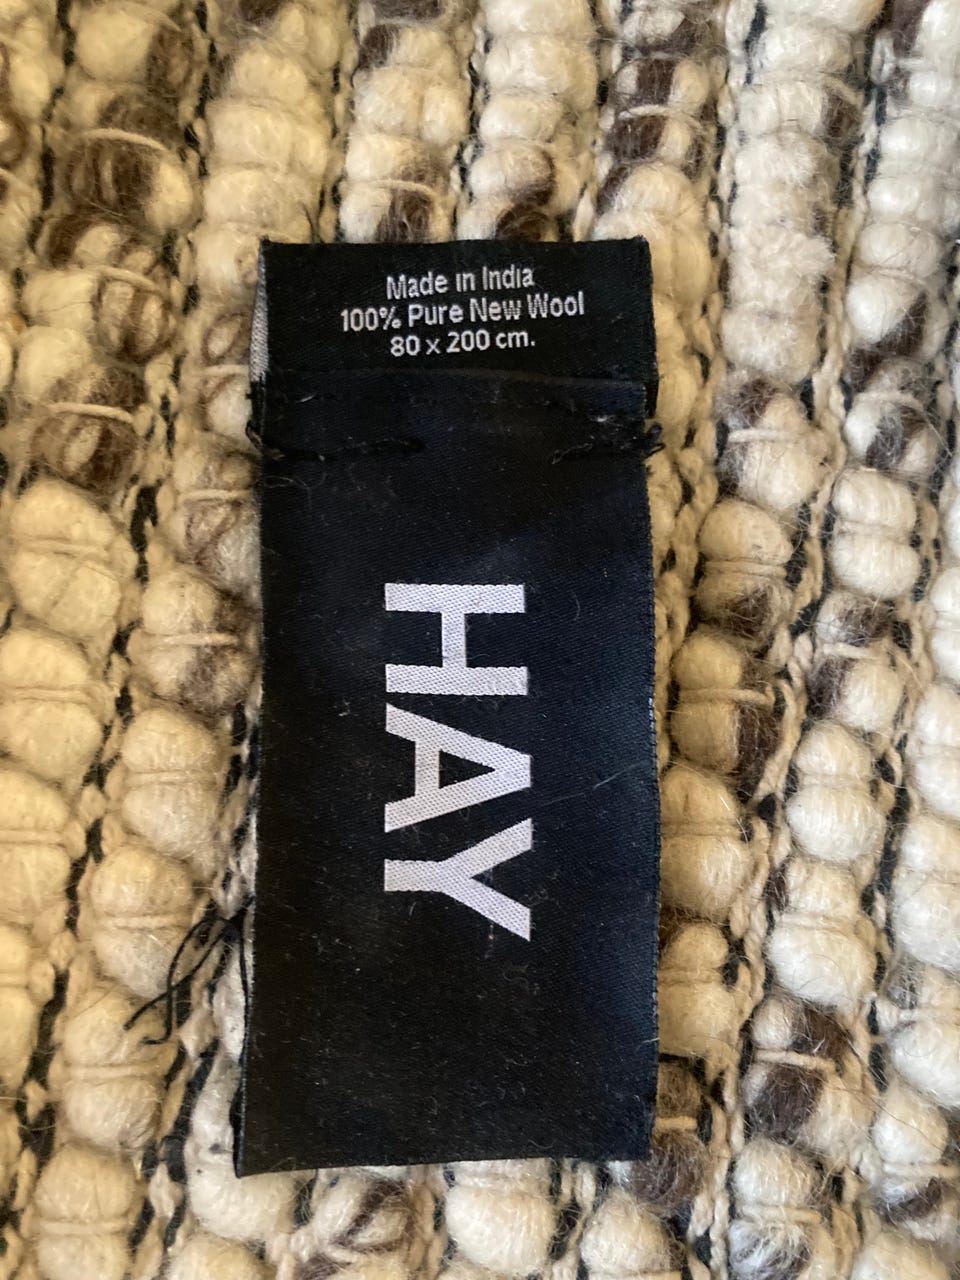 Made in India
100% Pure New Wool
80 x 200 cm.
HAY